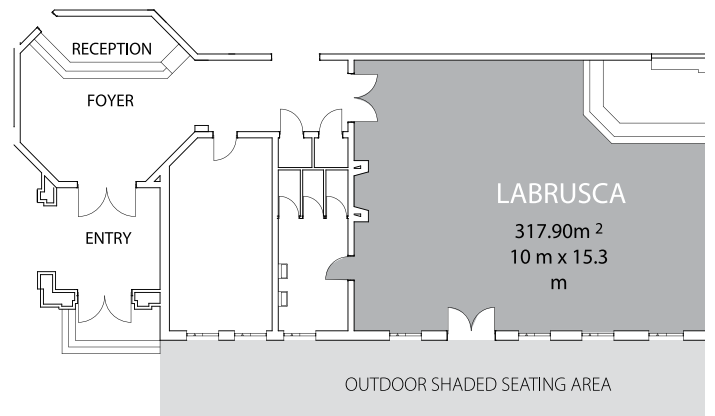 RECEPTION
FOYER
LABRUSCA
317.90m 2
10 m x 15.3
m
ENTRY
OUTDOOR SHADED SEATING AREA